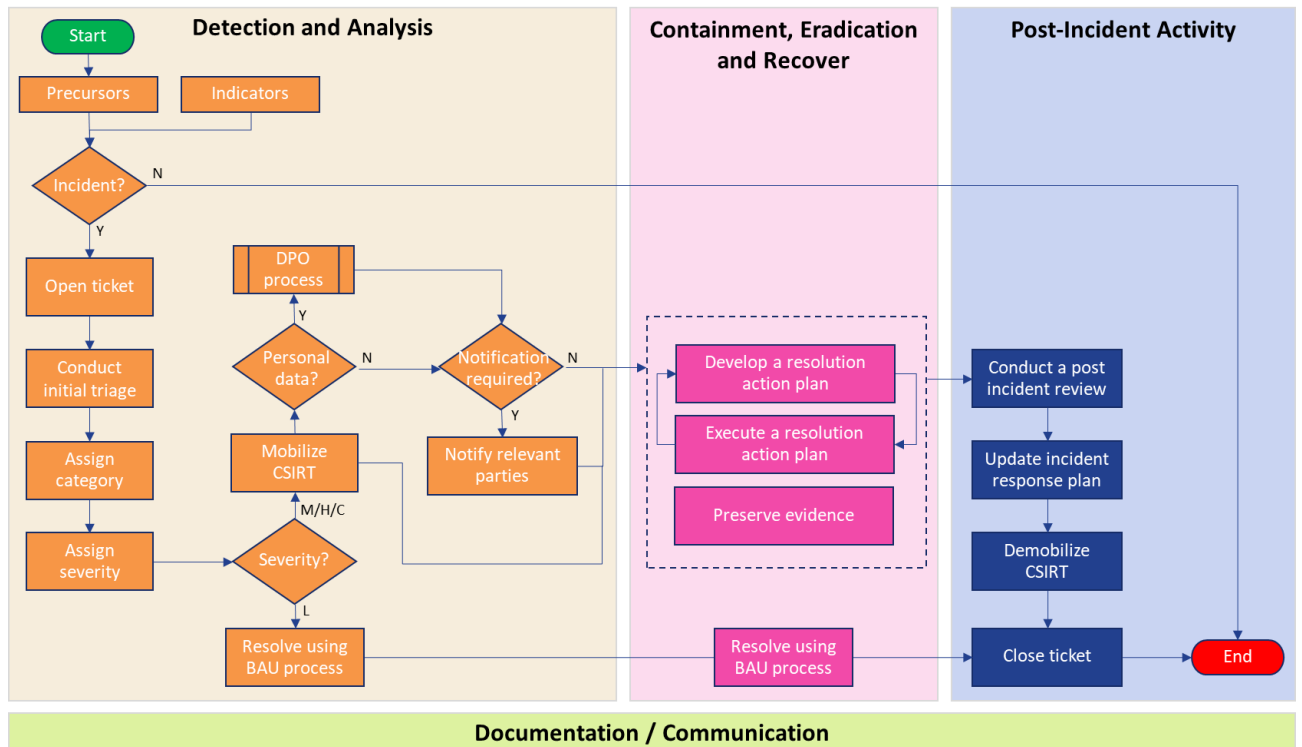 Detection and Analysis
Containment, Eradication
and Recover
Post-Incident Activity
Start
Precursors
Indicators
Incident?
N
Y
Open ticket
DPO
process
Y
Conduct
initial triage
Personal
data?
N
Notification
required?
N
Y
Develop a resolution
action plan
Conduct a post
incident review
Assign
category
Mobilize
CSIRT
Notify relevant
parties
Execute a resolution
action plan
Update incident
response plan
M/H/C
Preserve evidence
Assign
severity
Severity?
L
Demobilize
CSIRT
Resolve using
BAU process
Resolve using
BAU process
Close ticket
End
Documentation / Communication